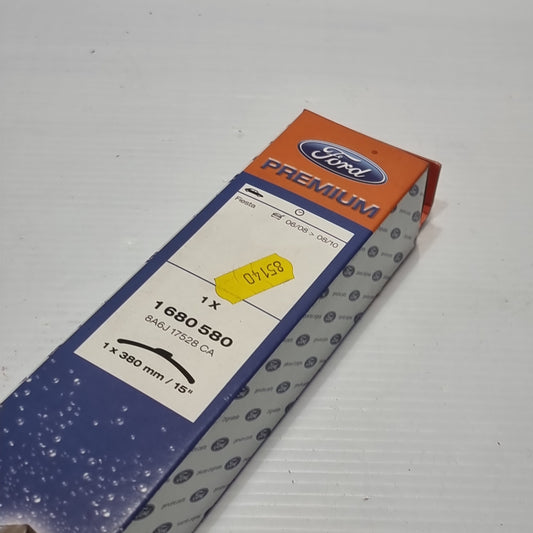 Ford
PREMIUM
Fiesta
06/08 > 08/10
85140
1 X
1 680 580
8A6J 17528 CA
1 x 380 mm / 15"